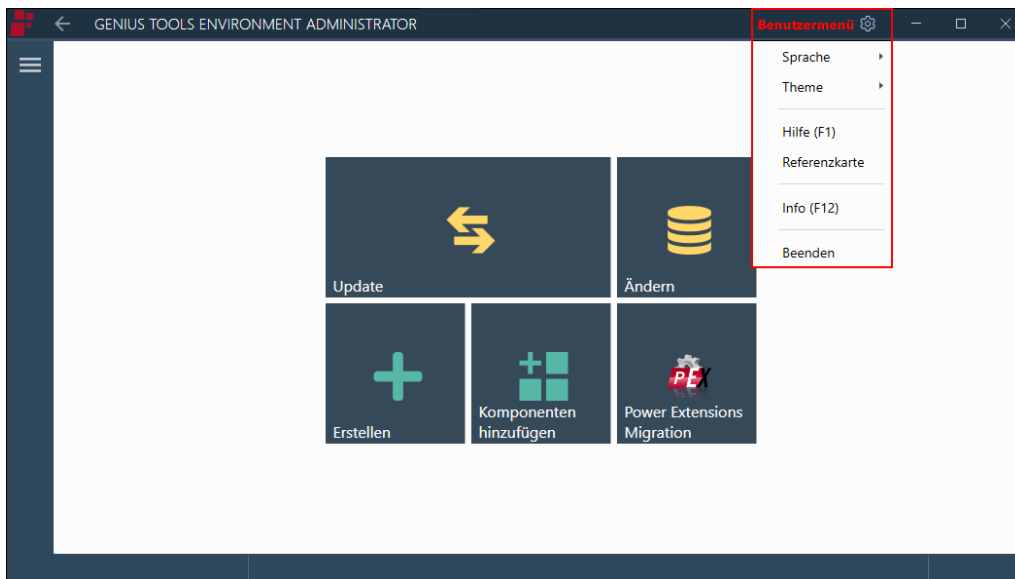 GENIUS TOOLS ENVIRONMENT ADMINISTRATOR
Benutzermenü
Sprache
Theme
Hilfe (F1)
Referenzkarte
Info (F12)
Beenden
Update
Ändern
Erstellen
Komponenten
hinzufügen
PEX
Power Extensions
Migration